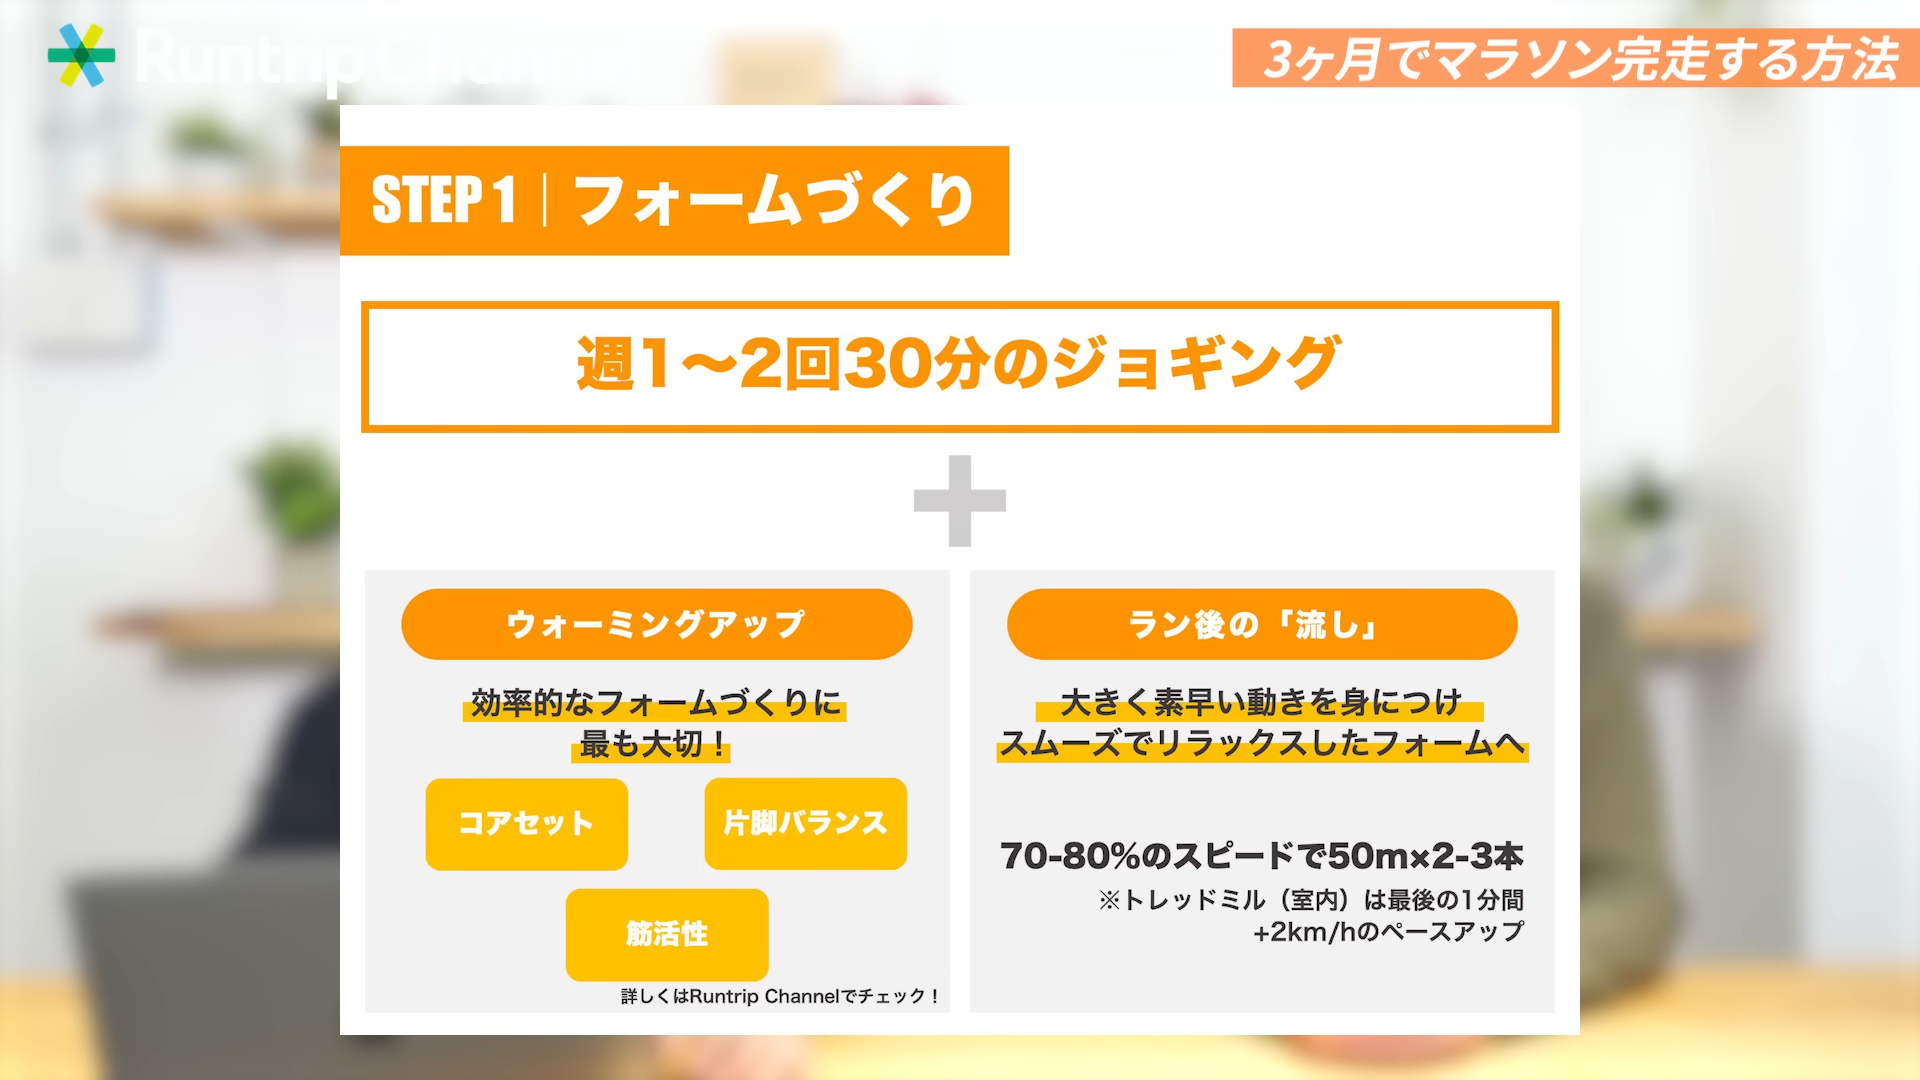 Runtrip Channel
3ヶ月でマラソン完走する方法
STEP 1｜フォームづくり
週1～2回30分のジョギング
+
ウォーミングアップ
効率的なフォームづくりに
最も大切！
コアセット
片脚バランス
筋活性
詳しくはRuntrip Channelでチェック！
ラン後の「流し」
大きく素早い動きを身につけ
スムーズでリラックスしたフォームへ
70-80%のスピードで50m×2-3本
※トレッドミル（室内）は最後の1分間
+2km/hのペースアップ